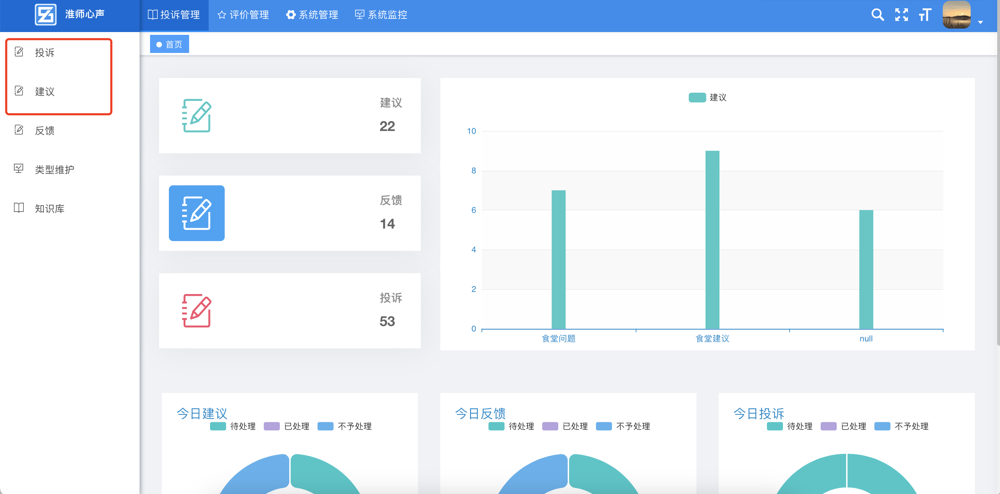 淮师心声
投诉管理 评价管理 系统管理 系统监控
首页
投诉
建议
反馈
类型维护
知识库
建议
22
反馈
14
投诉
53
建议
10
8
6
4
2
0
食堂问题 食堂建议 null
今日建议
待处理 已处理 不予处理
今日反馈
待处理 已处理 不予处理
今日投诉
待处理 已处理 不予处理